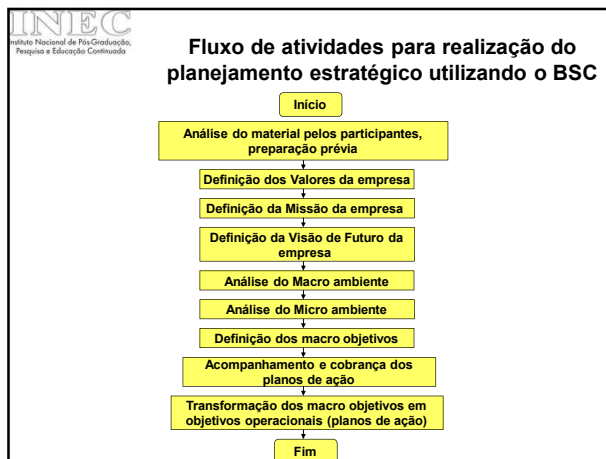 INEC
Instituto Nacional de Pós-Graduação,
Pesquisa e Educação Continuada
Fluxo de atividades para realização do
planejamento estratégico utilizando o BSC
Início
Análise do material pelos participantes,
preparação prévia
Definição dos Valores da empresa
Definição da Missão da empresa
Definição da Visão de Futuro da
empresa
Análise do Macro ambiente
Análise do Micro ambiente
Definição dos macro objetivos
Acompanhamento e cobrança dos
planos de ação
Transformação dos macro objetivos em
objetivos operacionais (planos de ação)
Fim